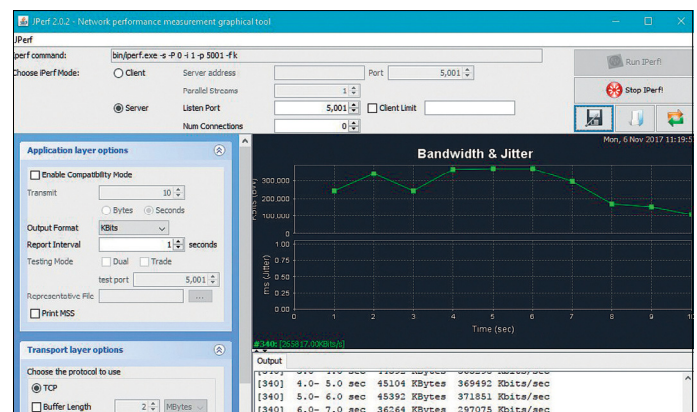 JPerf 2.0.2 - Network performance measurement graphical tool
JPerf
Iperf command: bin/iperf.exe -s -P 0 -i 1 -p 5001 -f k
Choose iPerf Mode: Client Server address Port 5,001
Parallel Streams 1
Server Listen Port 5,001 Client Limit
Num Connections 0
Run IPerf!
Stop IPerf!
Application layer options
Enable Compatibility Mode
Transmit 10
Bytes Seconds
Output Format KBits
Report Interval 1 seconds
Testing Mode Dual Trade
test port 5,001
Representative File ...
Print MSS
Transport layer options
Choose the protocol to use
TCP
Buffer Length 2 MBytes
Mon, 6 Nov 2017 11:19:5
Bandwidth & Jitter
300.000
200.000
100.000
0
1 00
0 75
0 50
0 25
0 00
ms (Jitter)
0 1 2 3 4 5 6 7 8 9 10
Time (sec)
#340: [265817.00KBits/s]
Output
[340] 4.0- 5.0 sec 45104 KBytes 369492 Kbits/sec
[340] 5.0- 6.0 sec 45392 KBytes 371851 Kbits/sec
[340] 6.0- 7.0 sec 36264 KBytes 297075 Kbits/sec